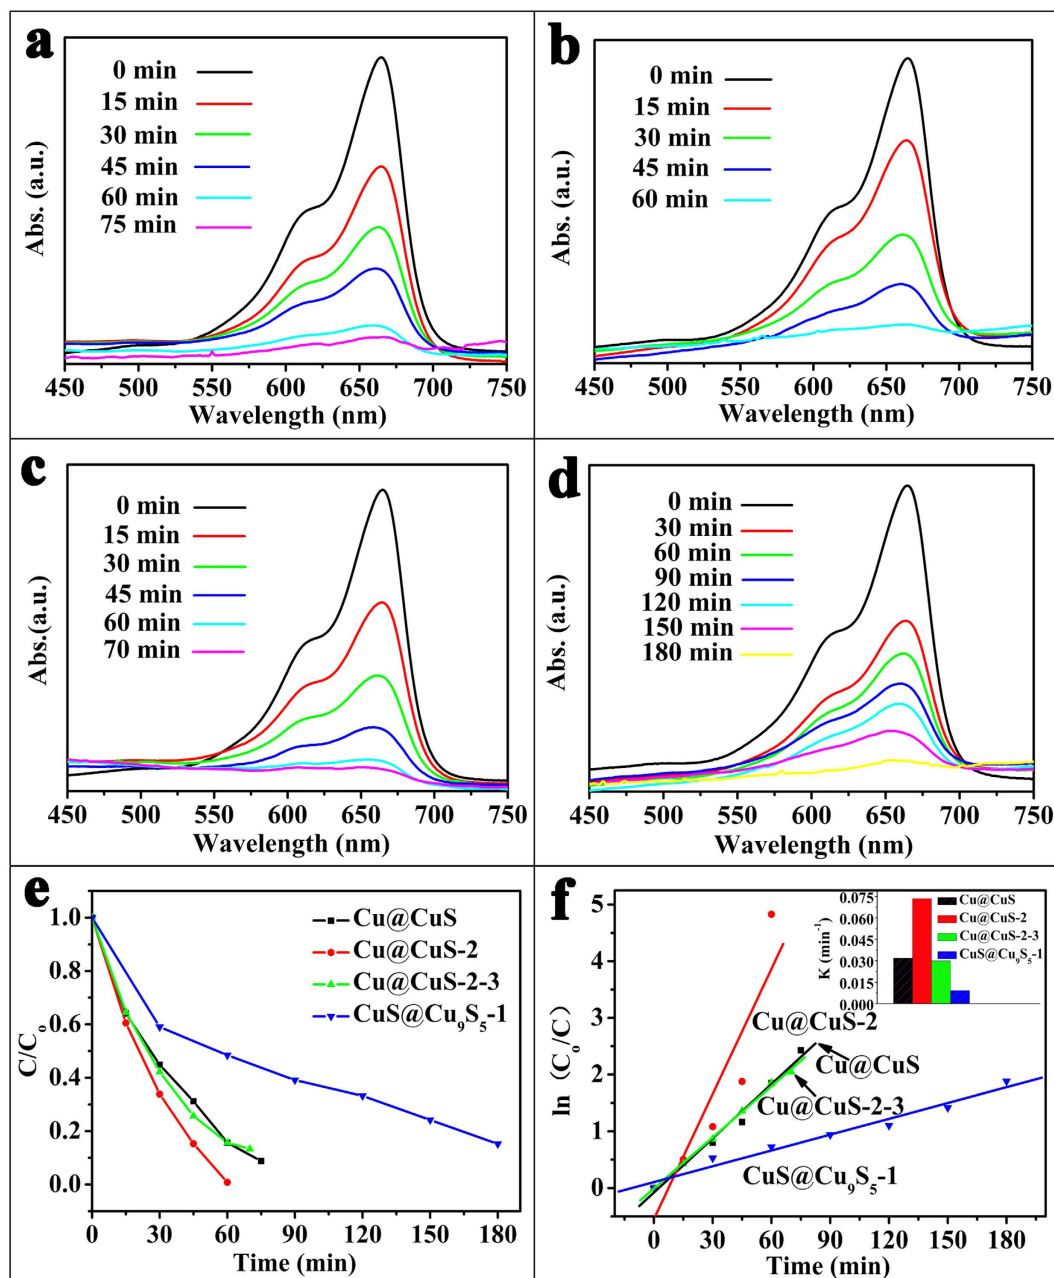 a
0 min
15 min
30 min
45 min
60 min
75 min
Abs. (a.u.)
450 500 550 600 650 700 750
Wavelength (nm)
b
0 min
15 min
30 min
45 min
60 min
Abs. (a.u.)
450 500 550 600 650 700 750
Wavelength (nm)
c
0 min
15 min
30 min
45 min
60 min
70 min
Abs.(a.u.)
450 500 550 600 650 700 750
Wavelength (nm)
d
0 min
30 min
60 min
90 min
120 min
150 min
180 min
Abs. (a.u.)
450 500 550 600 650 700 750
Wavelength (nm)
e
Cu@CuS
Cu@CuS-2
Cu@CuS-2-3
CuS@Cu₉S₅-1
C/Cₒ
1.0
0.8
0.6
0.4
0.2
0.0
0 30 60 90 120 150 180
Time (min)
f
ln (Cₒ/C)
5
4
3
2
1
0
K (min⁻¹)
0.075
0.060
0.045
0.030
0.015
0.000
Cu@CuS
Cu@CuS-2
Cu@CuS-2-3
CuS@Cu₉S₅-1
Cu@CuS-2
Cu@CuS
Cu@CuS-2-3
CuS@Cu₉S₅-1
0 30 60 90 120 150 180
Time (min)